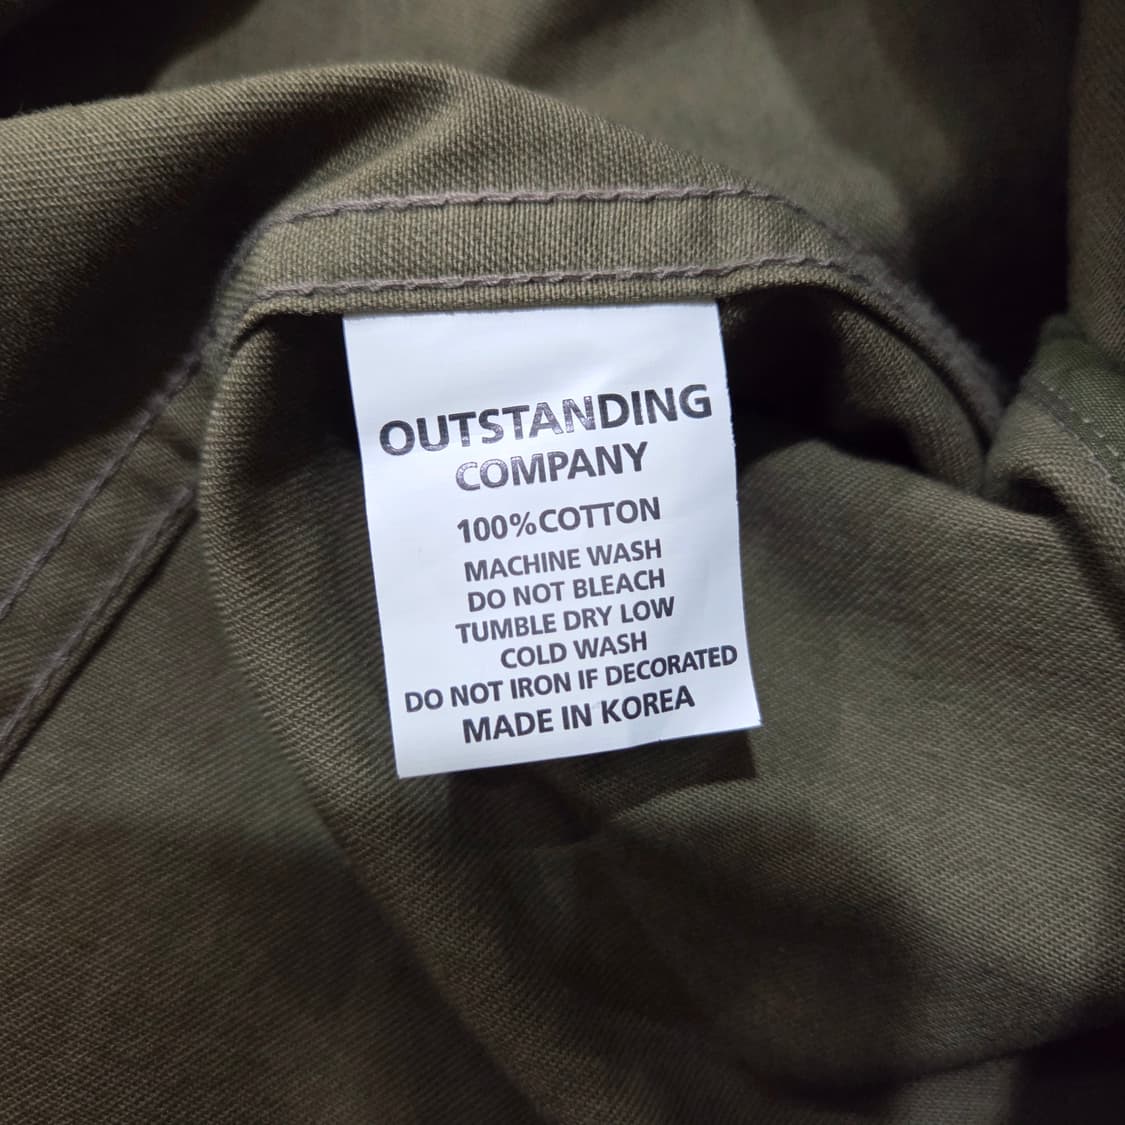 OUTSTANDING
COMPANY
100%COTTON
MACHINE WASH
DO NOT BLEACH
TUMBLE DRY LOW
COLD WASH
DO NOT IRON IF DECORATED
MADE IN KOREA